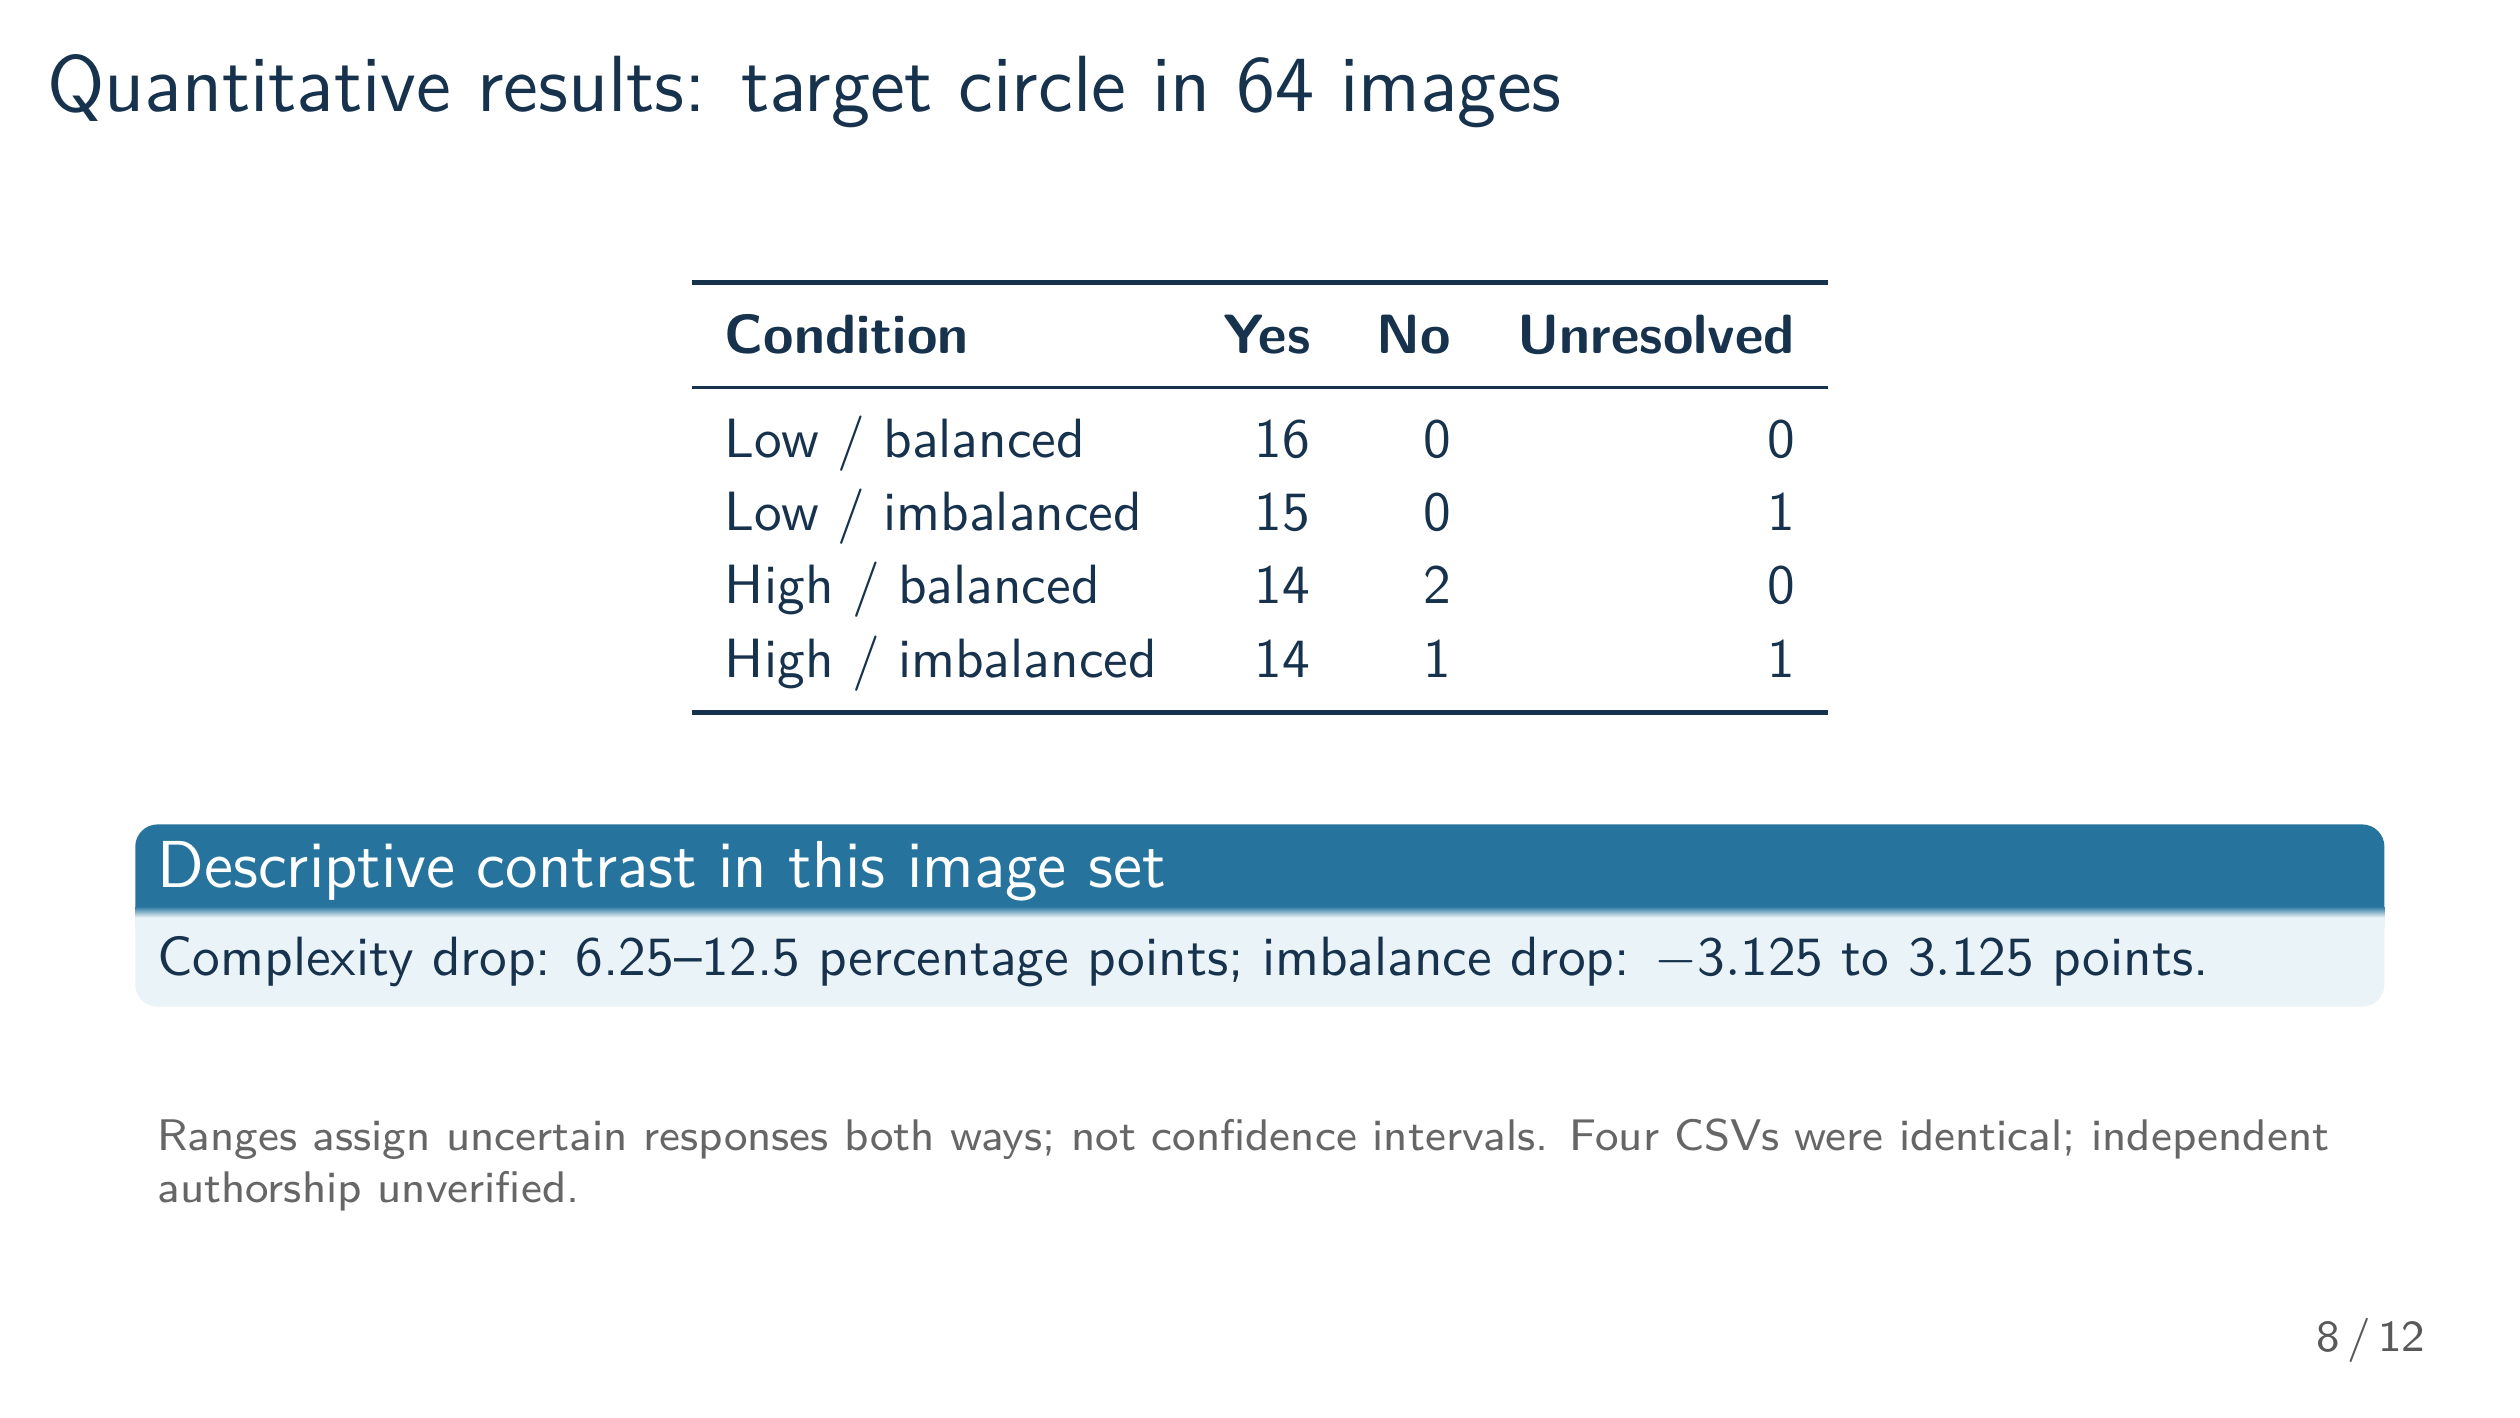 Quantitative results: target circle in 64 images
Condition Yes No Unresolved
Low / balanced 16 0 0
Low / imbalanced 15 0 1
High / balanced 14 2 0
High / imbalanced 14 1 1
Descriptive contrast in this image set
Complexity drop: 6.25–12.5 percentage points; imbalance drop: −3.125 to 3.125 points.
Ranges assign uncertain responses both ways; not confidence intervals. Four CSVs were identical; independent
authorship unverified.
8 / 12